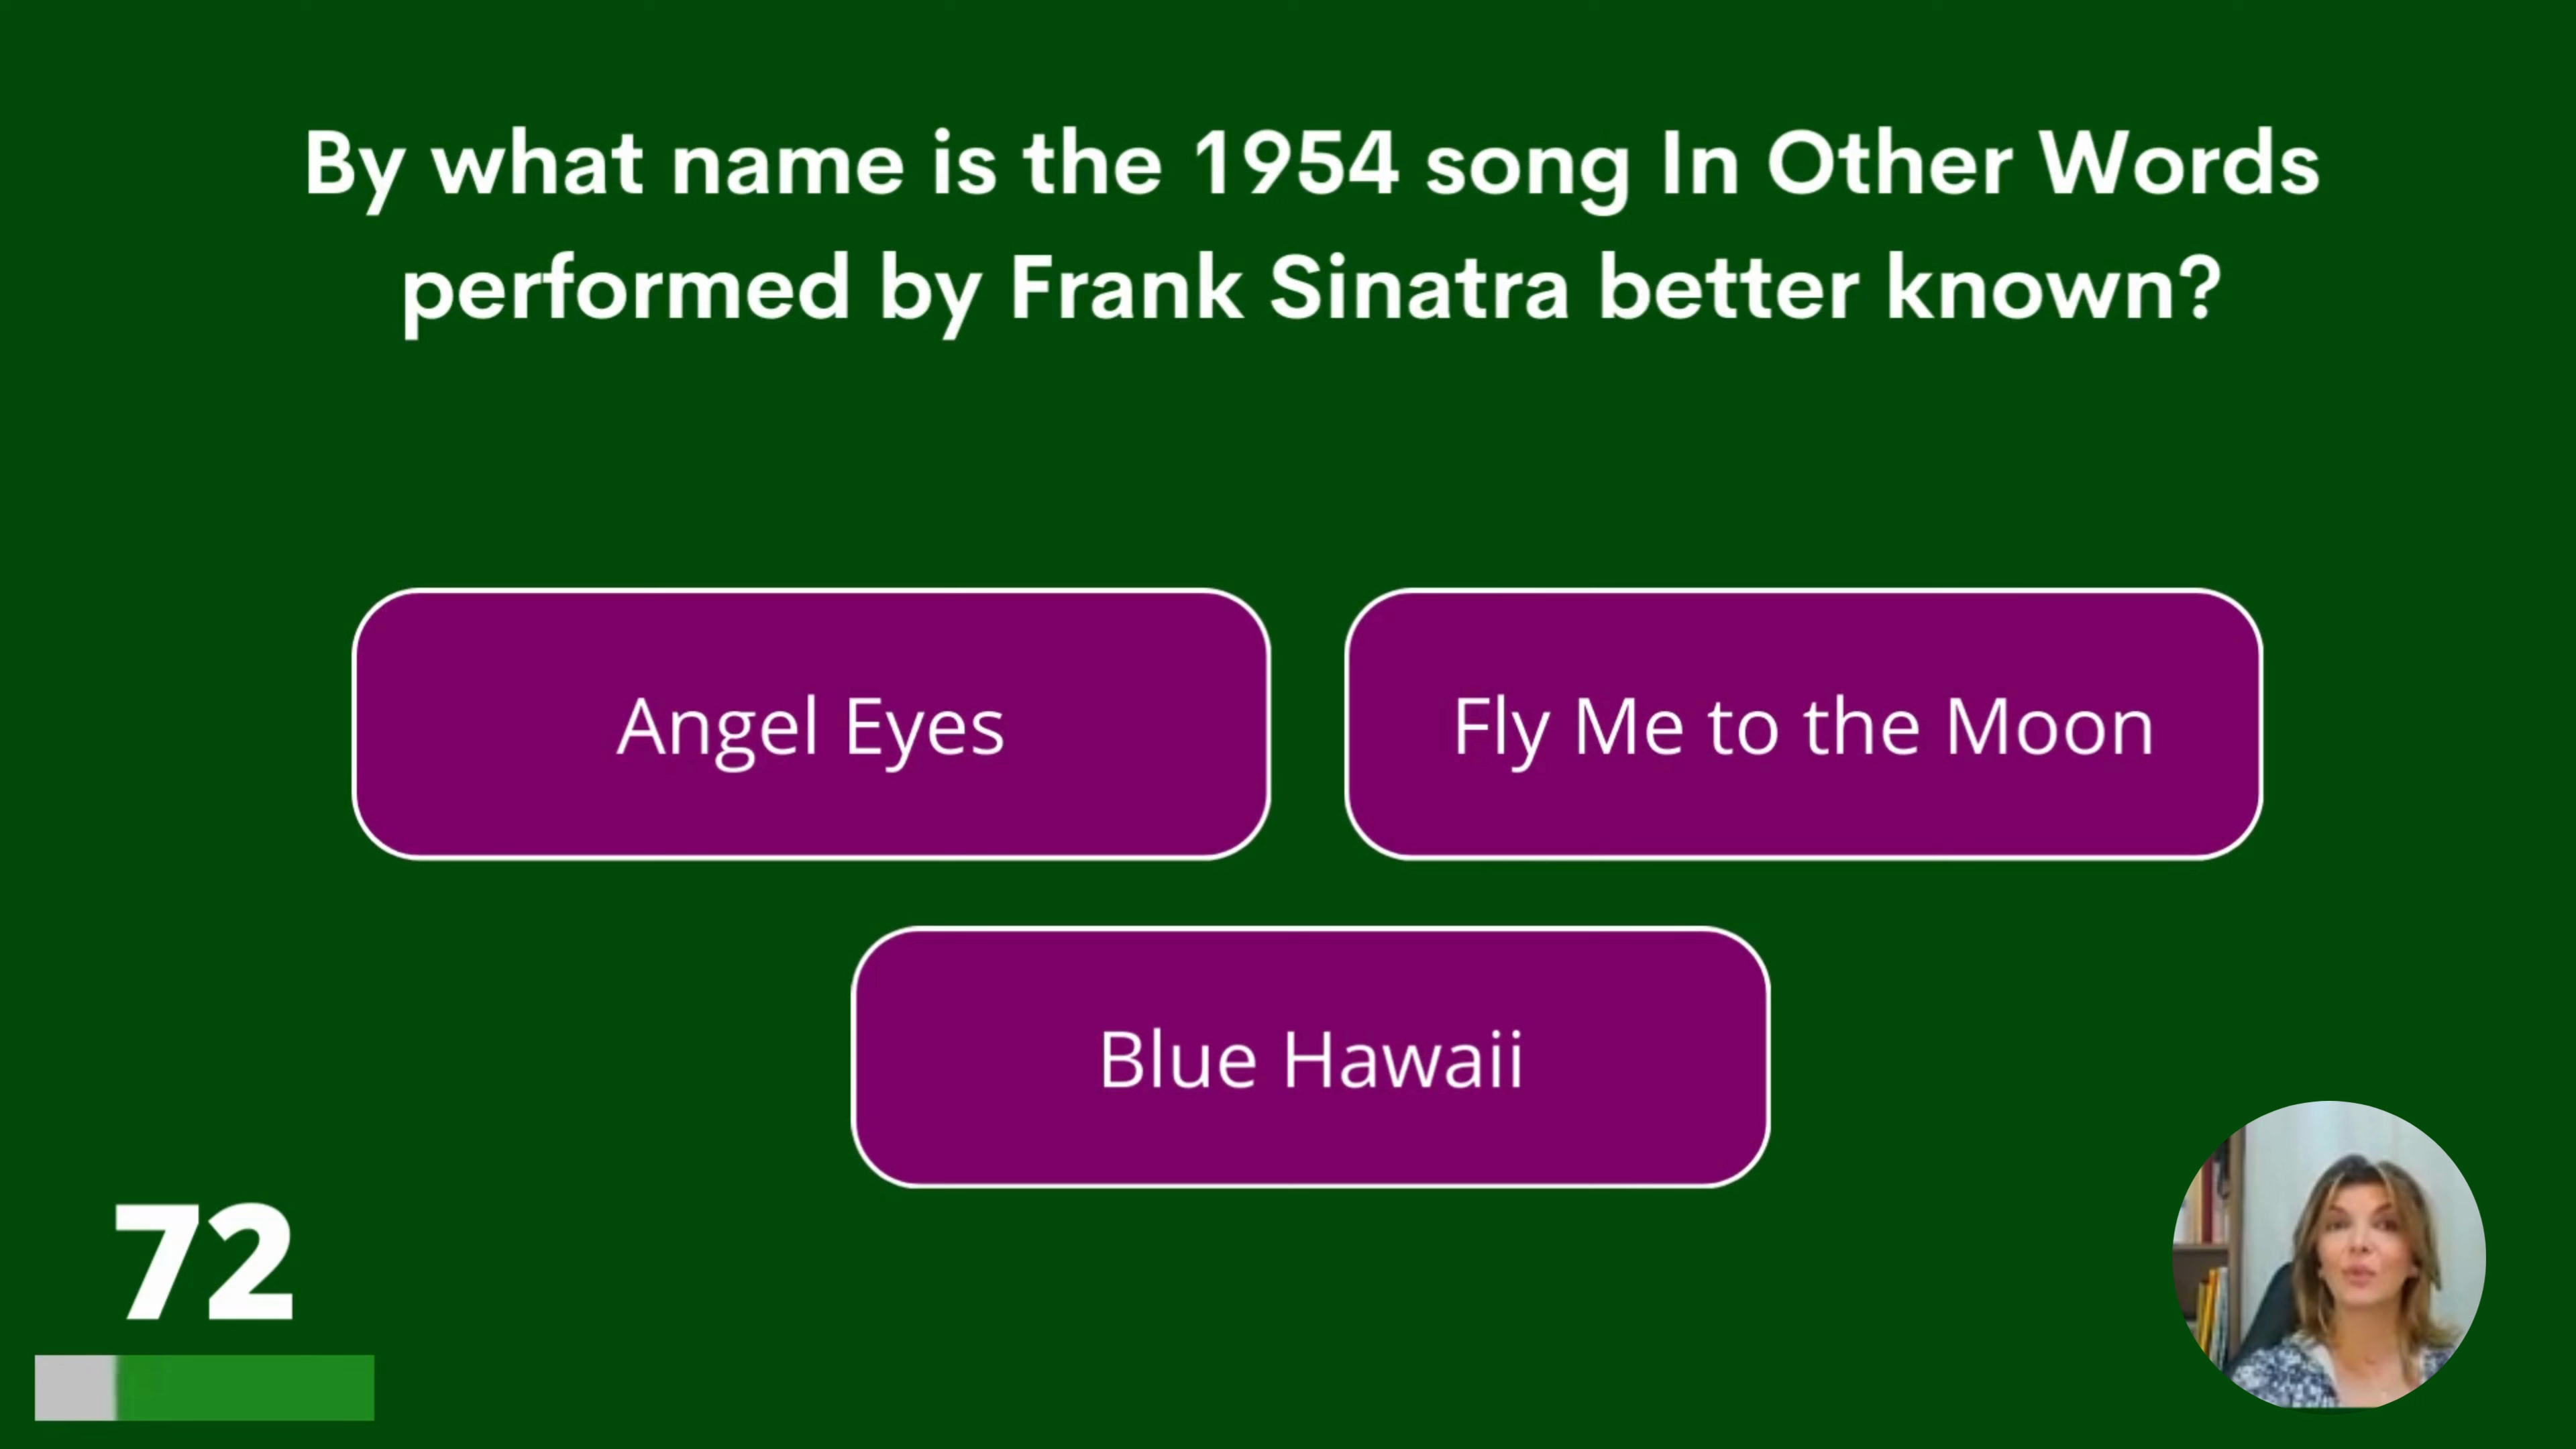 By what name is the 1954 song In Other Words
performed by Frank Sinatra better known?
Angel Eyes
Fly Me to the Moon
Blue Hawaii
72